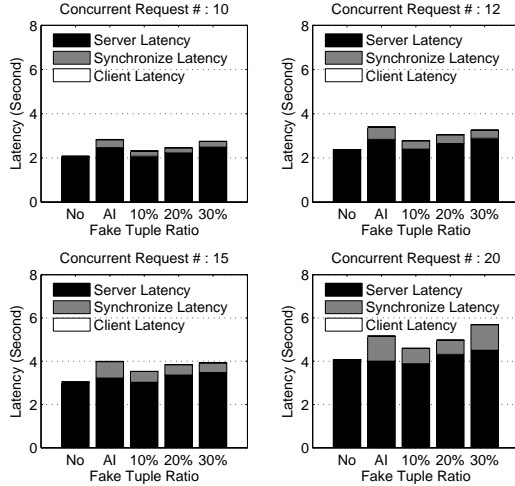 Concurrent Request # : 10
8
6
4
2
0
Latency (Second)
Server Latency
Synchronize Latency
Client Latency
No AI 10% 20% 30%
Fake Tuple Ratio
Concurrent Request # : 12
8
6
4
2
0
Latency (Second)
Server Latency
Synchronize Latency
Client Latency
No AI 10% 20% 30%
Fake Tuple Ratio
Concurrent Request # : 15
8
6
4
2
0
Latency (Second)
Server Latency
Synchronize Latency
Client Latency
No AI 10% 20% 30%
Fake Tuple Ratio
Concurrent Request # : 20
8
6
4
2
0
Latency (Second)
Server Latency
Synchronize Latency
Client Latency
No AI 10% 20% 30%
Fake Tuple Ratio